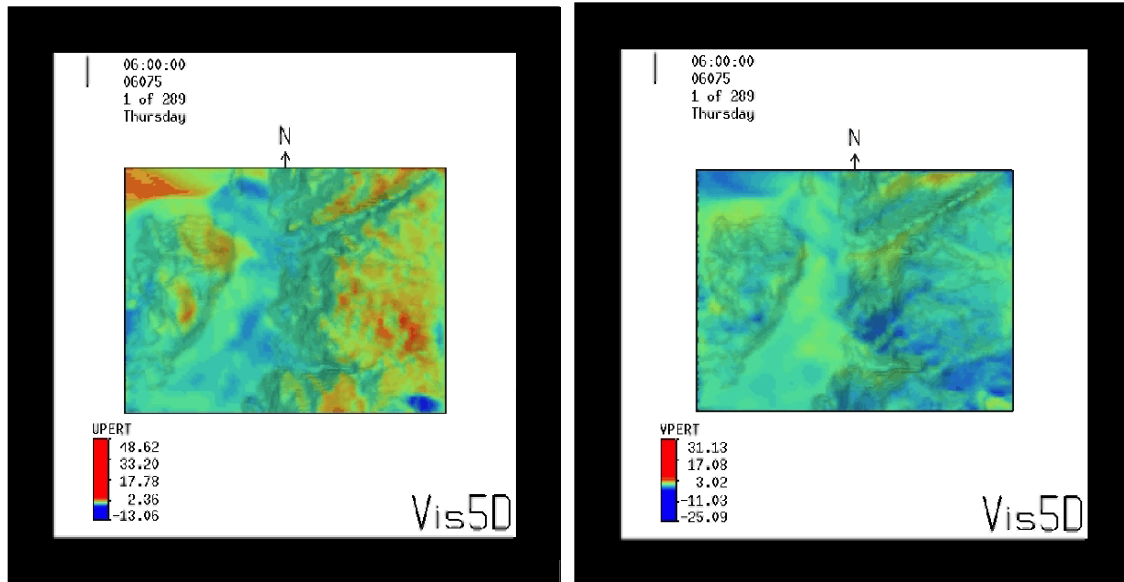 06:00:00
06075
1 of 289
Thursday
N
UPERT
48.62
33.20
17.78
2.36
-13.06
Vis5D
06:00:00
06075
1 of 289
Thursday
N
VPERT
31.13
17.08
3.02
-11.03
-25.09
Vis5D